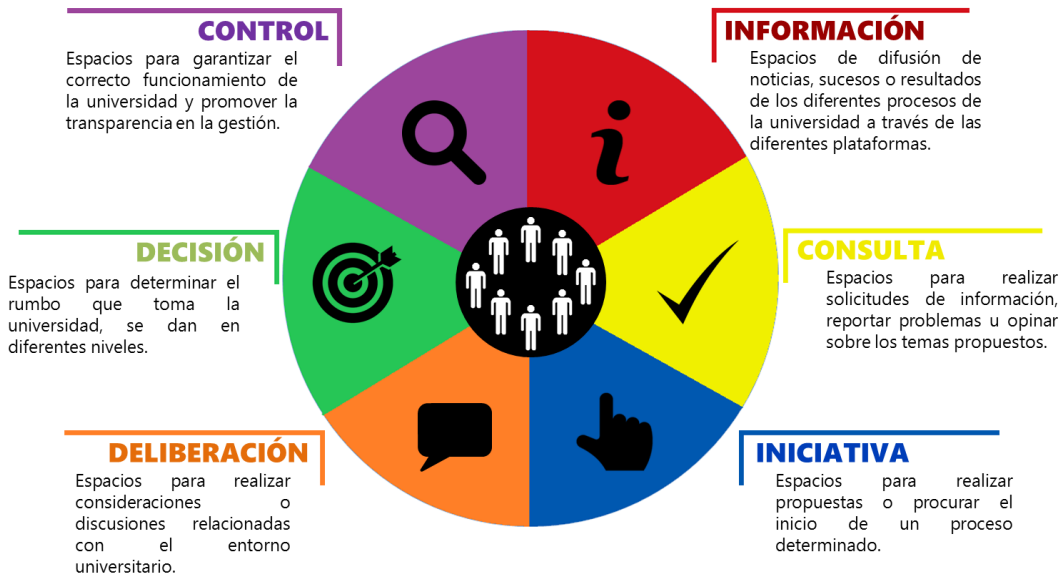 CONTROL
Espacios para garantizar el
correcto funcionamiento de
la universidad y promover la
transparencia en la gestión.
INFORMACIÓN
Espacios de difusión de
noticias, sucesos o resultados
de los diferentes procesos de
la universidad a través de las
diferentes plataformas.
DECISIÓN
Espacios para determinar el
rumbo que toma la
universidad, se dan en
diferentes niveles.
CONSULTA
Espacios para realizar
solicitudes de información,
reportar problemas u opinar
sobre los temas propuestos.
DELIBERACIÓN
Espacios para realizar
consideraciones o
discusiones relacionadas
con el entorno
universitario.
INICIATIVA
Espacios para realizar
propuestas o procurar el
inicio de un proceso
determinado.